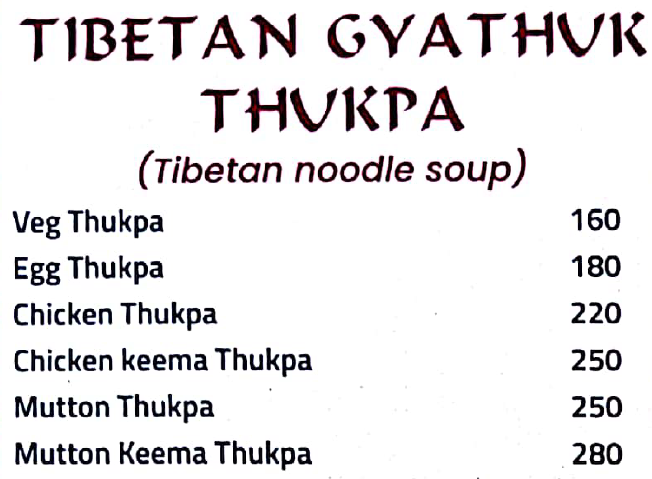 TIBETAN GYATHUK
THUKPA
(Tibetan noodle soup)
Veg Thukpa 160
Egg Thukpa 180
Chicken Thukpa 220
Chicken keema Thukpa 250
Mutton Thukpa 250
Mutton Keema Thukpa 280